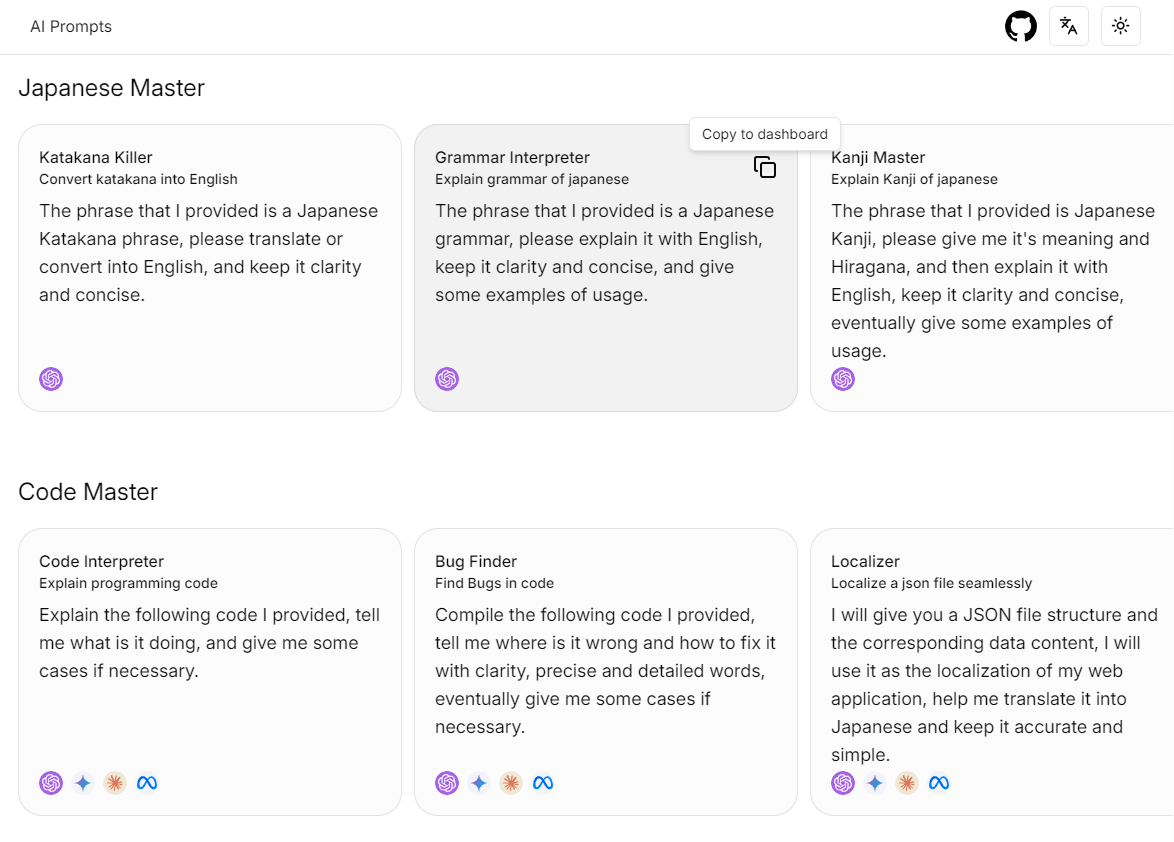 AI Prompts
Japanese Master
Copy to dashboard
Katakana Killer
Convert katakana into English
The phrase that I provided is a Japanese
Katakana phrase, please translate or
convert into English, and keep it clarity
and concise.
Grammar Interpreter
Explain grammar of japanese
The phrase that I provided is a Japanese
grammar, please explain it with English,
keep it clarity and concise, and give
some examples of usage.
Kanji Master
Explain Kanji of japanese
The phrase that I provided is Japanese
Kanji, please give me it's meaning and
Hiragana, and then explain it with
English, keep it clarity and concise,
eventually give some examples of
usage.
Code Master
Code Interpreter
Explain programming code
Explain the following code I provided, tell
me what is it doing, and give me some
cases if necessary.
Bug Finder
Find Bugs in code
Compile the following code I provided,
tell me where is it wrong and how to fix it
with clarity, precise and detailed words,
eventually give me some cases if
necessary.
Localizer
Localize a json file seamlessly
I will give you a JSON file structure and
the corresponding data content, I will
use it as the localization of my web
application, help me translate it into
Japanese and keep it accurate and
simple.